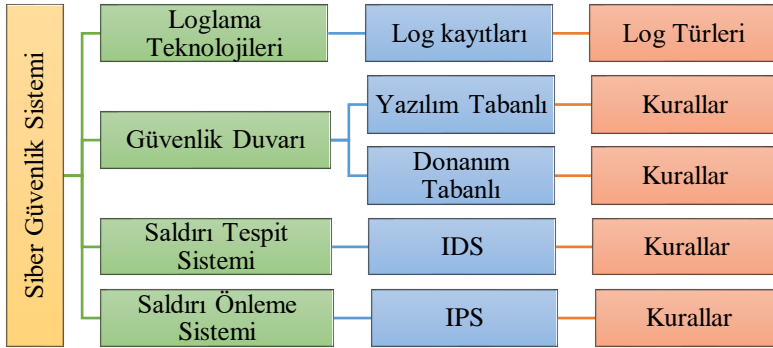 Siber Güvenlik Sistemi
Loglama
Teknolojileri
Log kayıtları
Log Türleri
Güvenlik Duvarı
Yazılım Tabanlı
Kurallar
Donanım
Tabanlı
Kurallar
Saldırı Tespit
Sistemi
IDS
Kurallar
Saldırı Önleme
Sistemi
IPS
Kurallar